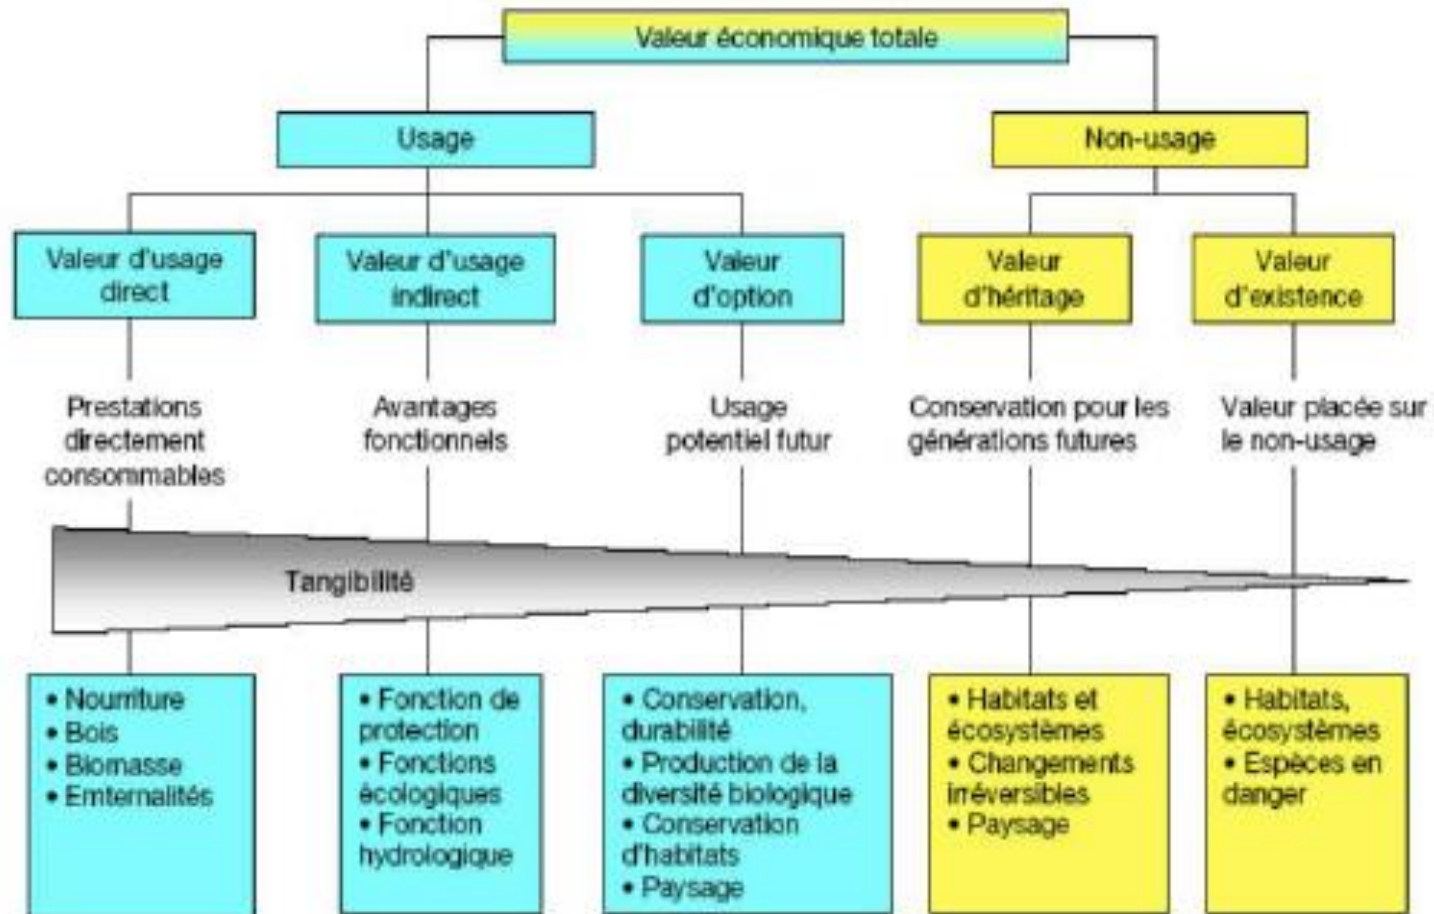 Valeur économique totale
Usage
Non-usage
Valeur d'usage
direct
Valeur d'usage
indirect
Valeur
d'option
Valeur
d'héritage
Valeur
d'existence
Prestations
directement
consommables
Avantages
fonctionnels
Usage
potentiel futur
Conservation pour les
générations futures
Valeur placée sur
le non-usage
Tangibilité
• Nourriture
• Bois
• Biomasse
• Emternalités
• Fonction de
protection
• Fonctions
écologiques
• Fonction
hydrologique
• Conservation,
durabilité
• Production de la
diversité biologique
• Conservation
d'habitats
• Paysage
• Habitats et
écosystèmes
• Changements
irréversibles
• Paysage
• Habitats,
écosystèmes
• Espèces en
danger